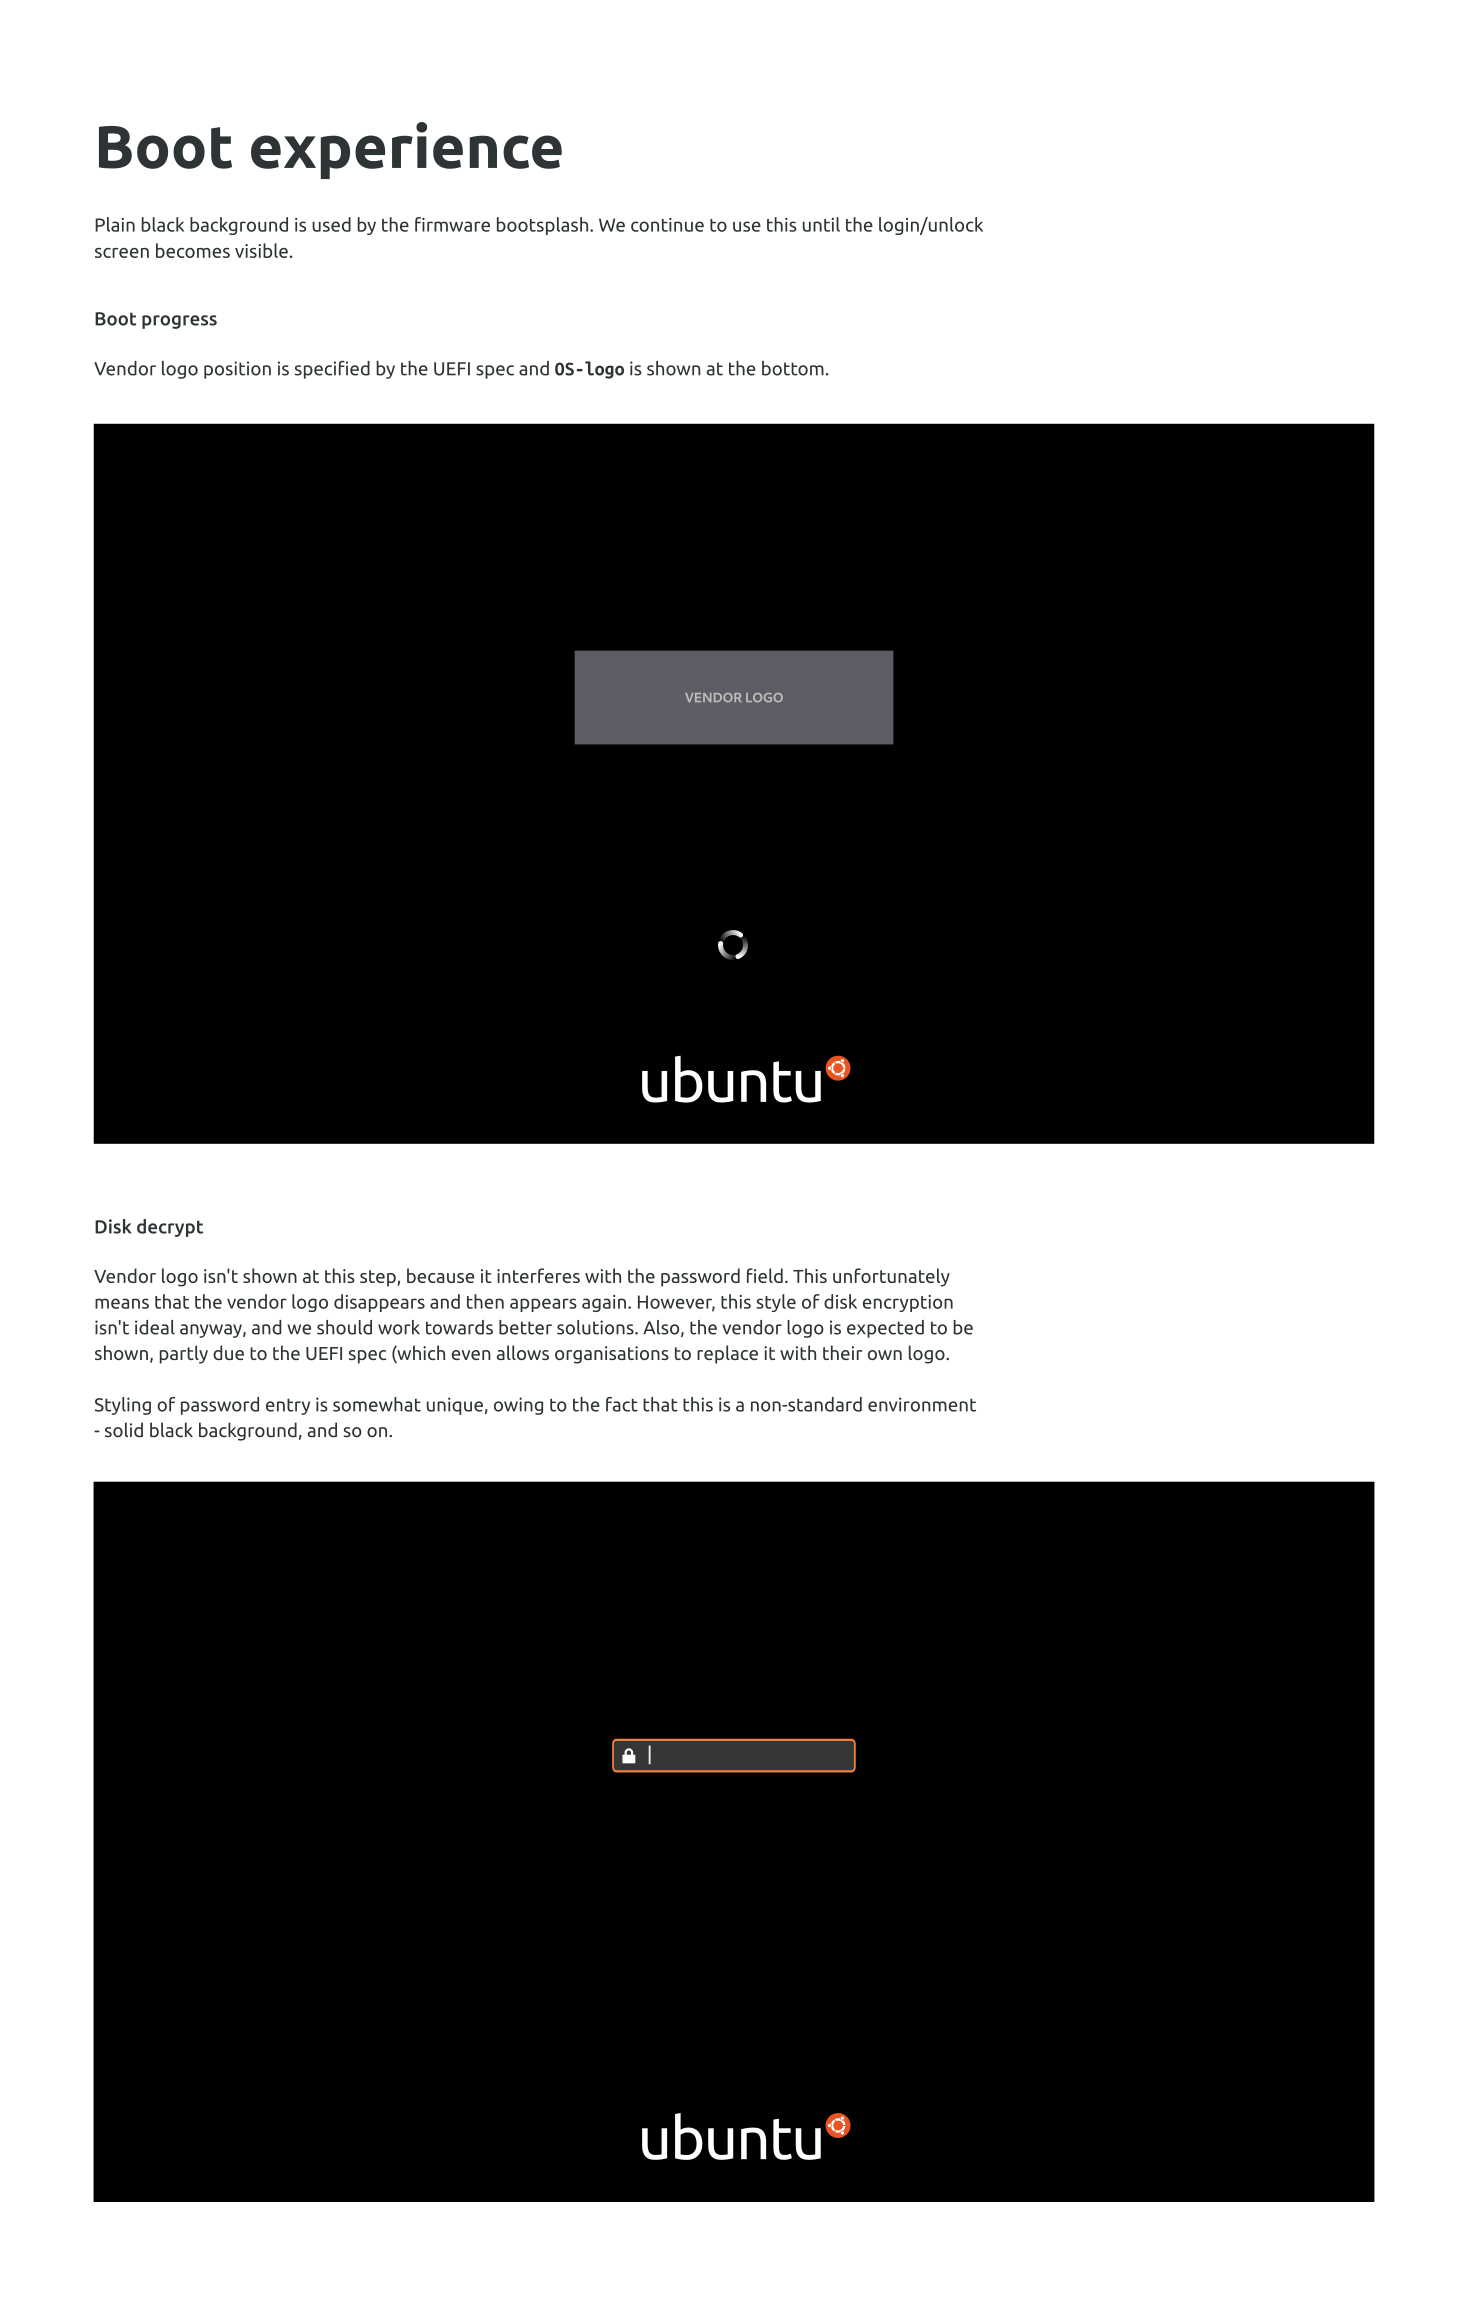 Boot experience
Plain black background is used by the firmware bootsplash. We continue to use this until the login/unlock
screen becomes visible.
Boot progress
Vendor logo position is specified by the UEFI spec and OS-logo is shown at the bottom.
VENDOR LOGO
ubuntu
Disk decrypt
Vendor logo isn't shown at this step, because it interferes with the password field. This unfortunately
means that the vendor logo disappears and then appears again. However, this style of disk encryption
isn't ideal anyway, and we should work towards better solutions. Also, the vendor logo is expected to be
shown, partly due to the UEFI spec (which even allows organisations to replace it with their own logo.
Styling of password entry is somewhat unique, owing to the fact that this is a non-standard environment
- solid black background, and so on.
ubuntu